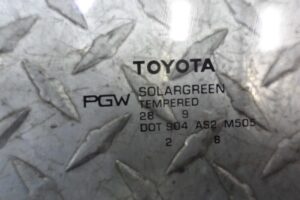 TOYOTA
SOLARGREEN
PGW TEMPERED
28 9
DOT 904 AS2 M505
2 8